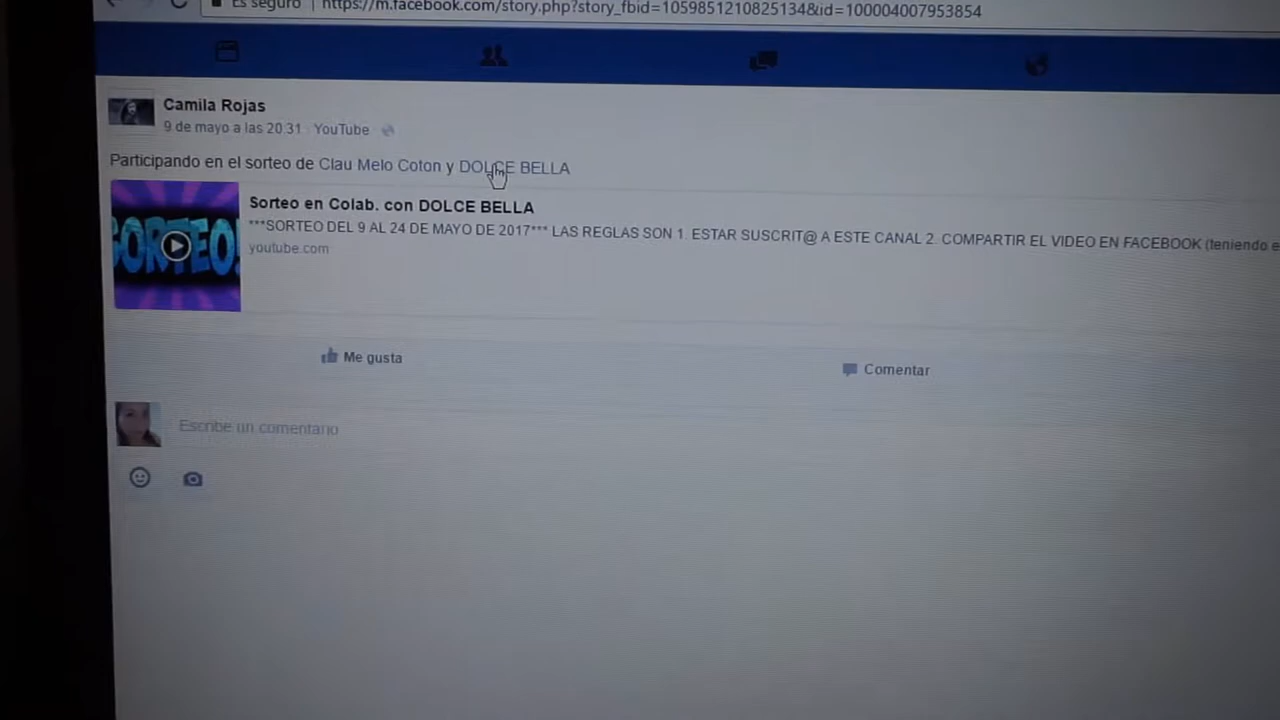 Es seguro | https://m.facebook.com/story.php?story_fbid=1059851210825134&id=100004007953854
Camila Rojas
9 de mayo a las 20:31 · YouTube
Participando en el sorteo de Clau Melo Coton y DOLCE BELLA
SORTEO!
Sorteo en Colab. con DOLCE BELLA
***SORTEO DEL 9 AL 24 DE MAYO DE 2017*** LAS REGLAS SON 1. ESTAR SUSCRIT@ A ESTE CANAL 2. COMPARTIR EL VIDEO EN FACEBOOK (teniendo e
youtube.com
Me gusta
Comentar
Escribe un comentario